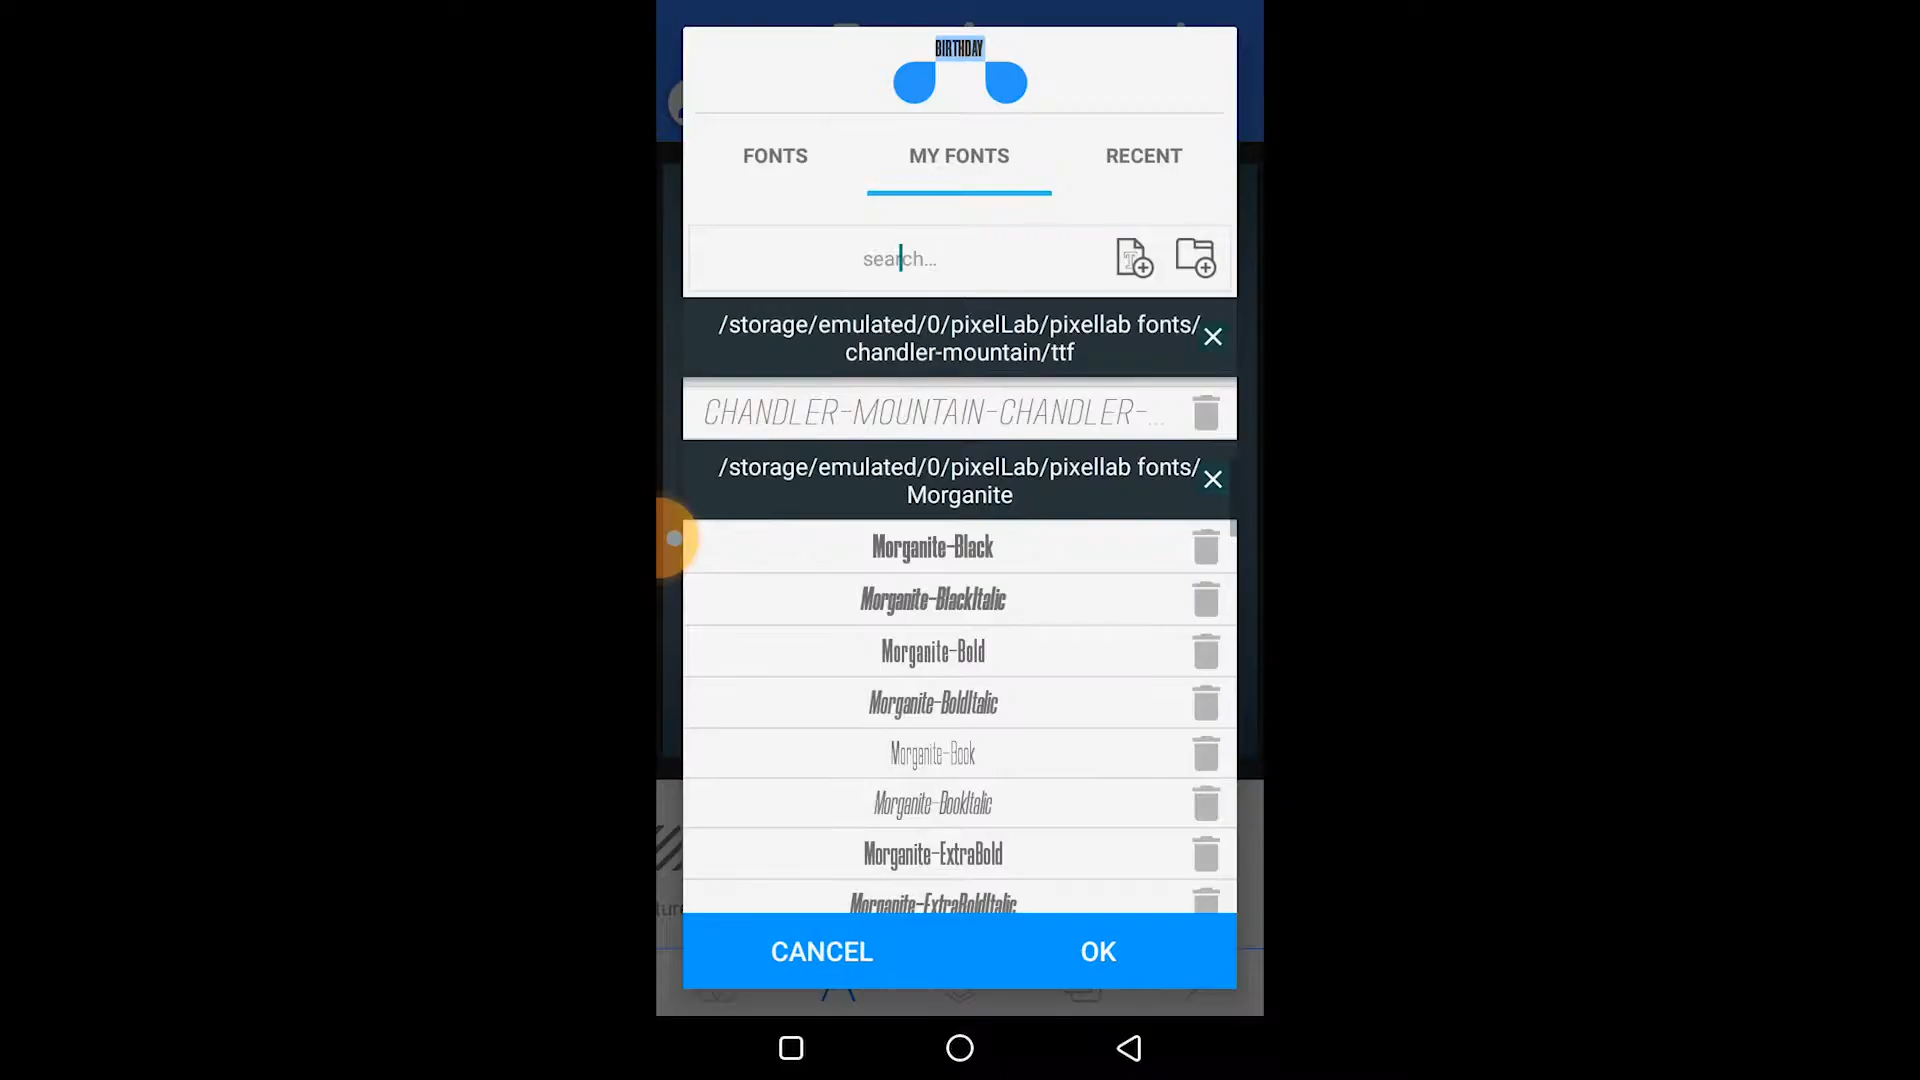 BIRTHDAY
FONTS
MY FONTS
RECENT
search...
/storage/emulated/0/pixelLab/pixellab fonts/
chandler-mountain/ttf
CHANDLER-MOUNTAIN-CHANDLER-...
/storage/emulated/0/pixelLab/pixellab fonts/
Morganite
Morganite-Black
Morganite-BlackItalic
Morganite-Bold
Morganite-BoldItalic
Morganite-Book
Morganite-BookItalic
Morganite-ExtraBold
Morganite-ExtraBoldItalic
CANCEL
OK